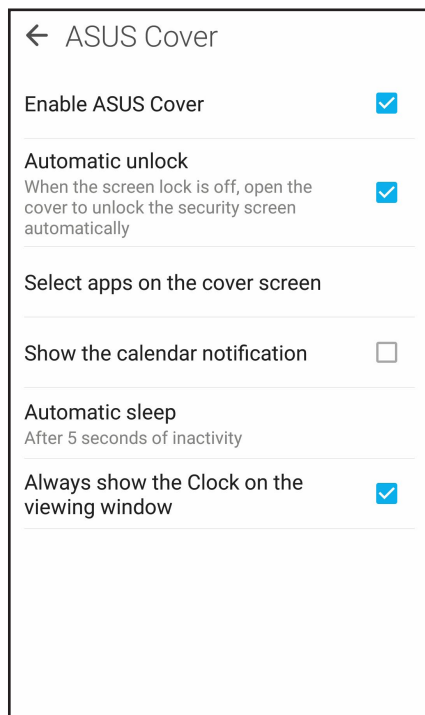 ASUS Cover
Enable ASUS Cover
Automatic unlock
When the screen lock is off, open the
cover to unlock the security screen
automatically
Select apps on the cover screen
Show the calendar notification
Automatic sleep
After 5 seconds of inactivity
Always show the Clock on the
viewing window